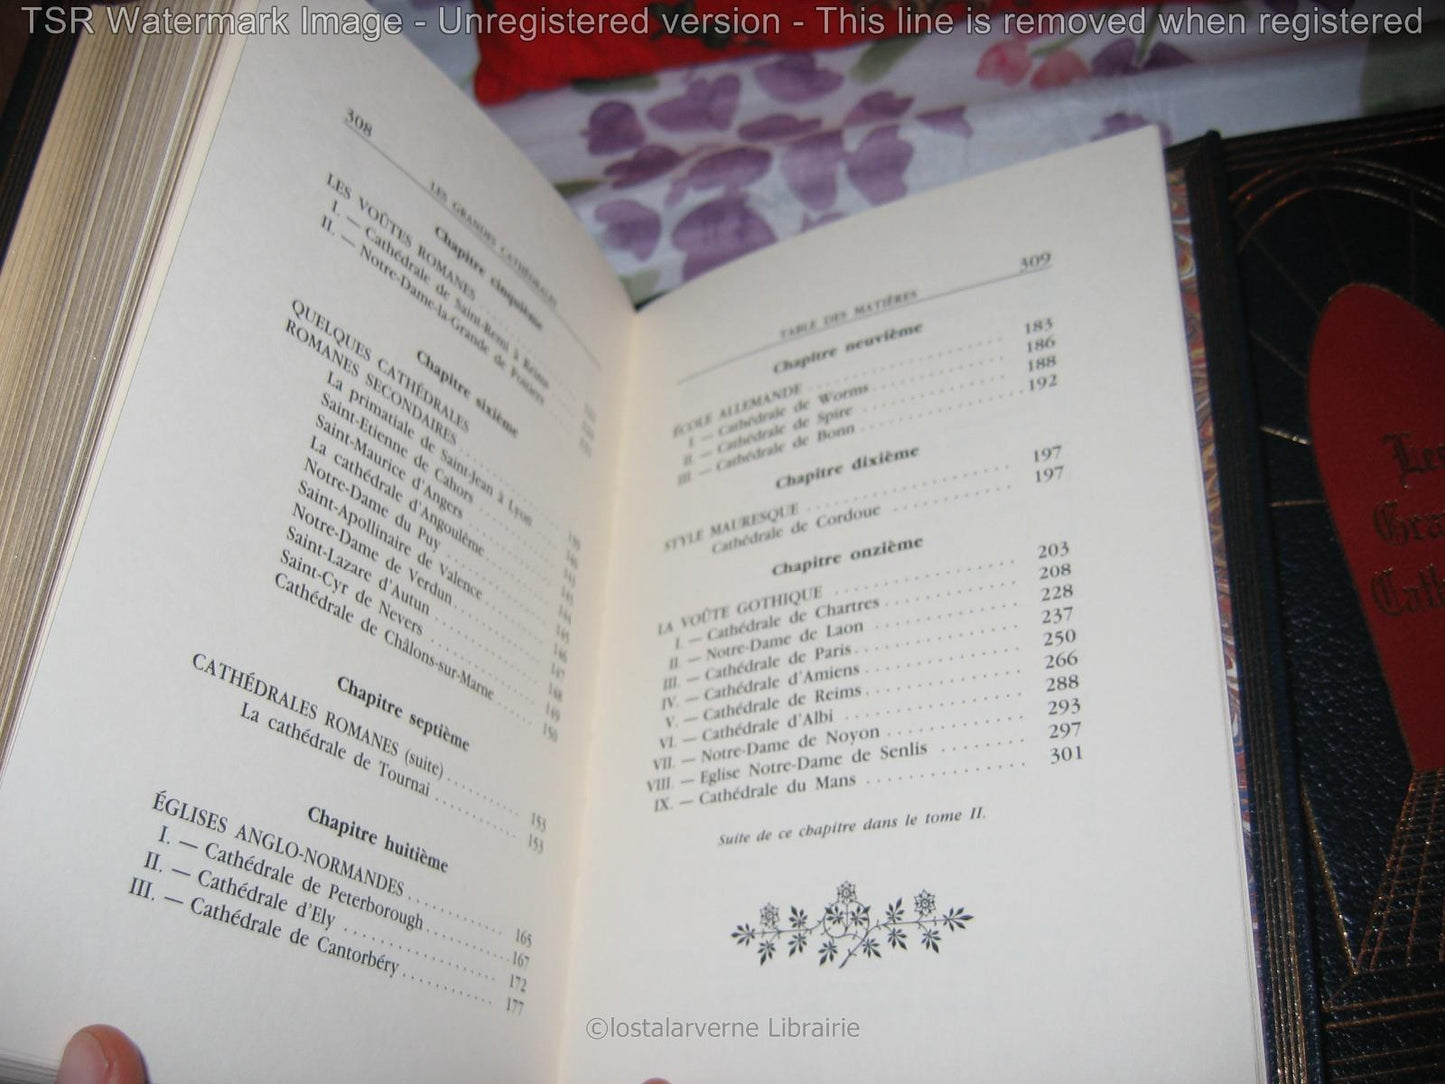 TSR Watermark Image - Unregistered version - This line is removed when registered
308
LES GRANDES CATHÉDRALES
Chapitre cinquième
LES VOÛTES ROMANES
I. — Cathédrale de Saint-Remi à Reims
II. — Notre-Dame-la-Grande de Poitiers
Chapitre sixième
QUELQUES CATHÉDRALES
ROMANES SECONDAIRES
La primatiale de Saint-Jean à Lyon
Saint-Etienne de Cahors
Saint-Maurice d'Angers
La cathédrale d'Angoulême
Notre-Dame du Puy
Saint-Apollinaire de Valence
Notre-Dame de Verdun
Saint-Lazare d'Autun
Saint-Cyr de Nevers
Cathédrale de Châlons-sur-Marne 150
Chapitre septième
CATHÉDRALES ROMANES (suite) 153
La cathédrale de Tournai 153
Chapitre huitième
ÉGLISES ANGLO-NORMANDES 165
I. — Cathédrale de Peterborough 167
II. — Cathédrale d'Ely 172
III. — Cathédrale de Cantorbéry 177
309
TABLE DES MATIÈRES
Chapitre neuvième
ÉCOLE ALLEMANDE 183
I. — Cathédrale de Worms 186
II. — Cathédrale de Spire 188
III. — Cathédrale de Bonn 192
Chapitre dixième
STYLE MAURESQUE 197
Cathédrale de Cordoue 197
Chapitre onzième
LA VOÛTE GOTHIQUE 203
I. — Cathédrale de Chartres 208
II. — Notre-Dame de Laon 228
III. — Cathédrale de Paris 237
IV. — Cathédrale d'Amiens 250
V. — Cathédrale de Reims 266
VI. — Cathédrale d'Albi 288
VII. — Notre-Dame de Noyon 293
VIII. — Eglise Notre-Dame de Senlis 297
IX. — Cathédrale du Mans 301
Suite de ce chapitre dans le tome II.
©lostalarverne Librairie